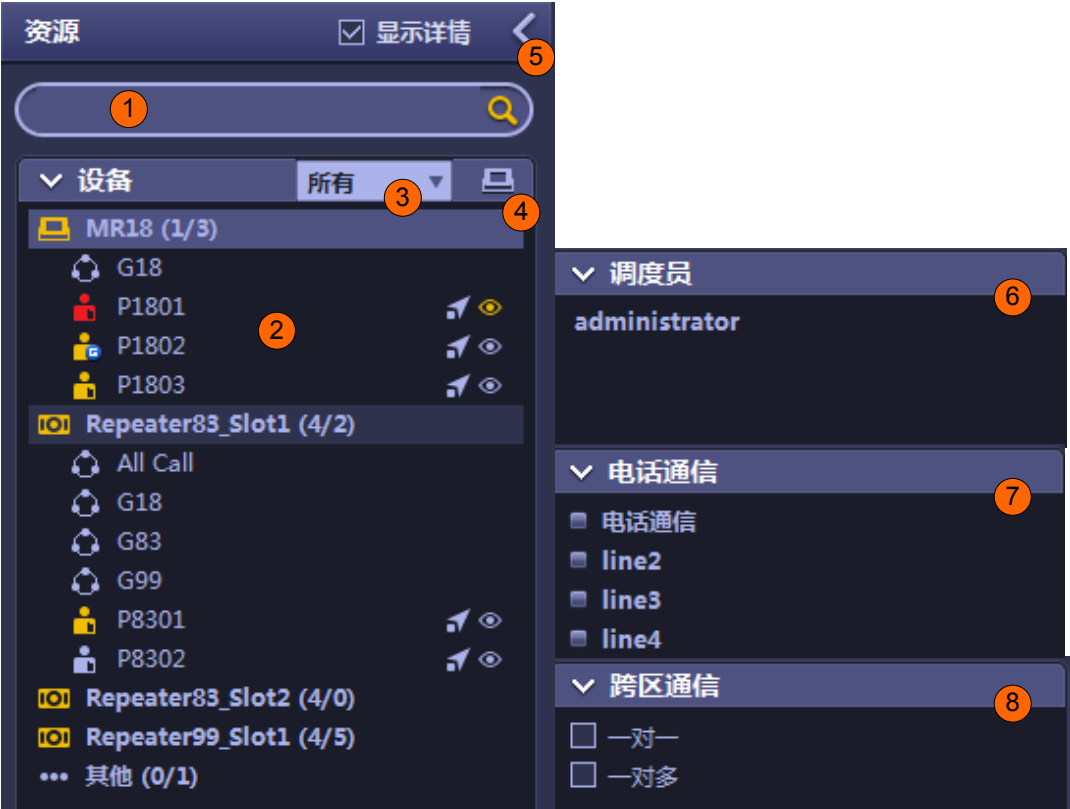 资源 显示详情
5
1
设备 所有
3
4
MR18 (1/3)
G18
P1801
2
P1802
P1803
Repeater83_Slot1 (4/2)
All Call
G18
G83
G99
P8301
P8302
Repeater83_Slot2 (4/0)
Repeater99_Slot1 (4/5)
其他 (0/1)
调度员
6
administrator
电话通信
7
电话通信
line2
line3
line4
跨区通信
8
一对一
一对多